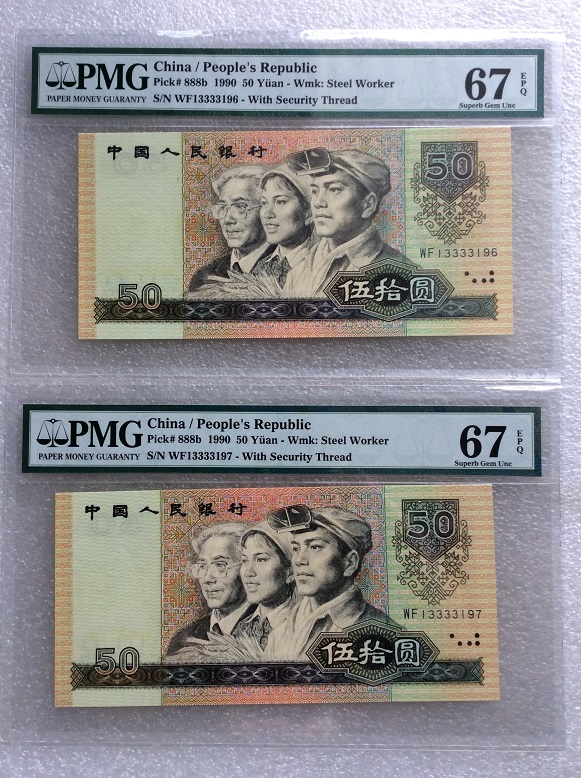 PMG
PAPER MONEY GUARANTY
China / People's Republic
Pick# 888b 1990 50 Yüan - Wmk: Steel Worker
S/N WF13333196 - With Security Thread
67 EPQ
Superb Gem Unc
中国人民银行
50
WF13333196
50
伍拾圆
PMG
PAPER MONEY GUARANTY
China / People's Republic
Pick# 888b 1990 50 Yüan - Wmk: Steel Worker
S/N WF13333197 - With Security Thread
67 EPQ
Superb Gem Unc
中国人民银行
50
WF13333197
50
伍拾圆